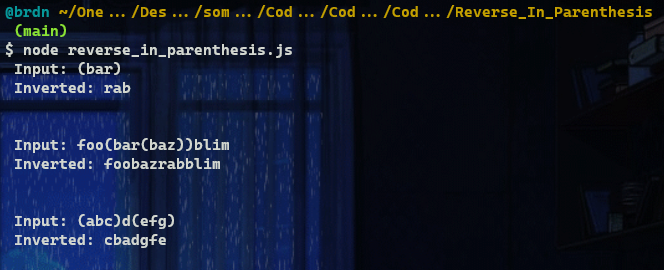 @brdn ~/One…/Des…/som…/Cod…/Cod…/Cod…/Reverse_In_Parenthesis
(main)
$ node reverse_in_parenthesis.js
Input: (bar)
Inverted: rab
Input: foo(bar(baz))blim
Inverted: foobazrabblim
Input: (abc)d(efg)
Inverted: cbadgfe